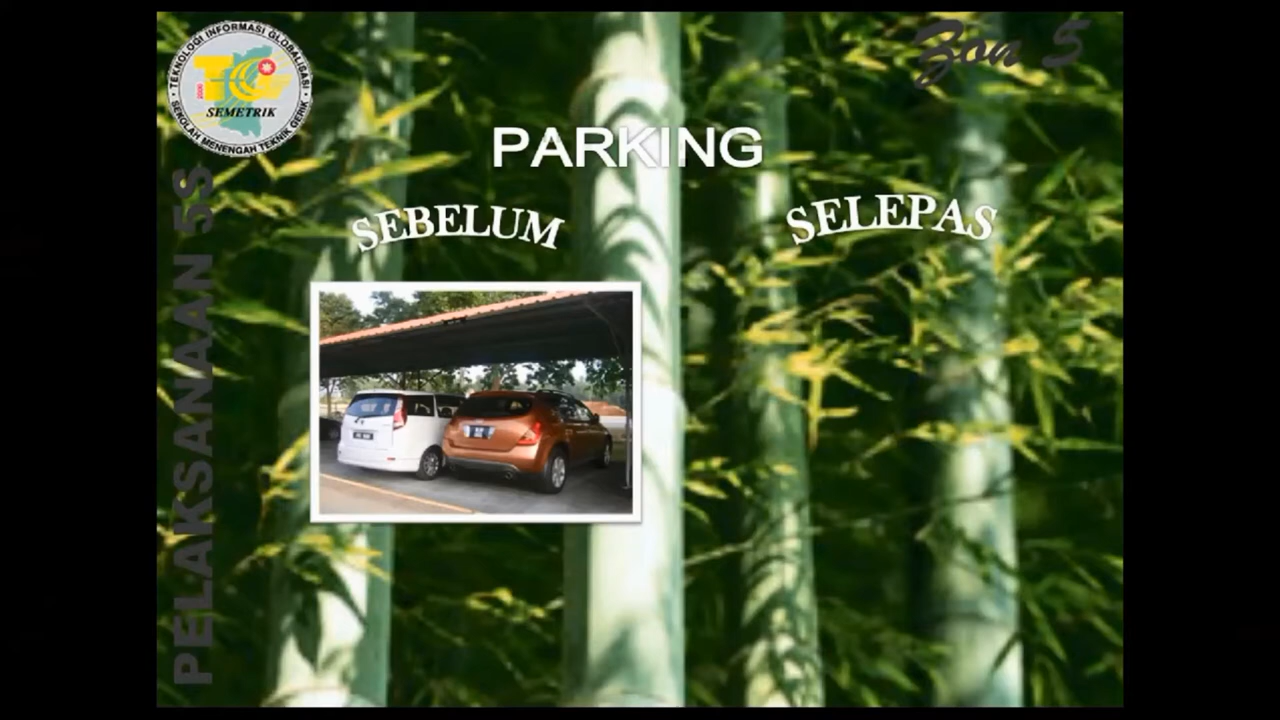 TEKNOLOGI INFORMASI GLOBALISASI
SEMETRIK
SEKOLAH MENENGAH TEKNIK GERIK
Zon 5
PELAKSANAAN 5S
PARKING
SEBELUM
SELEPAS